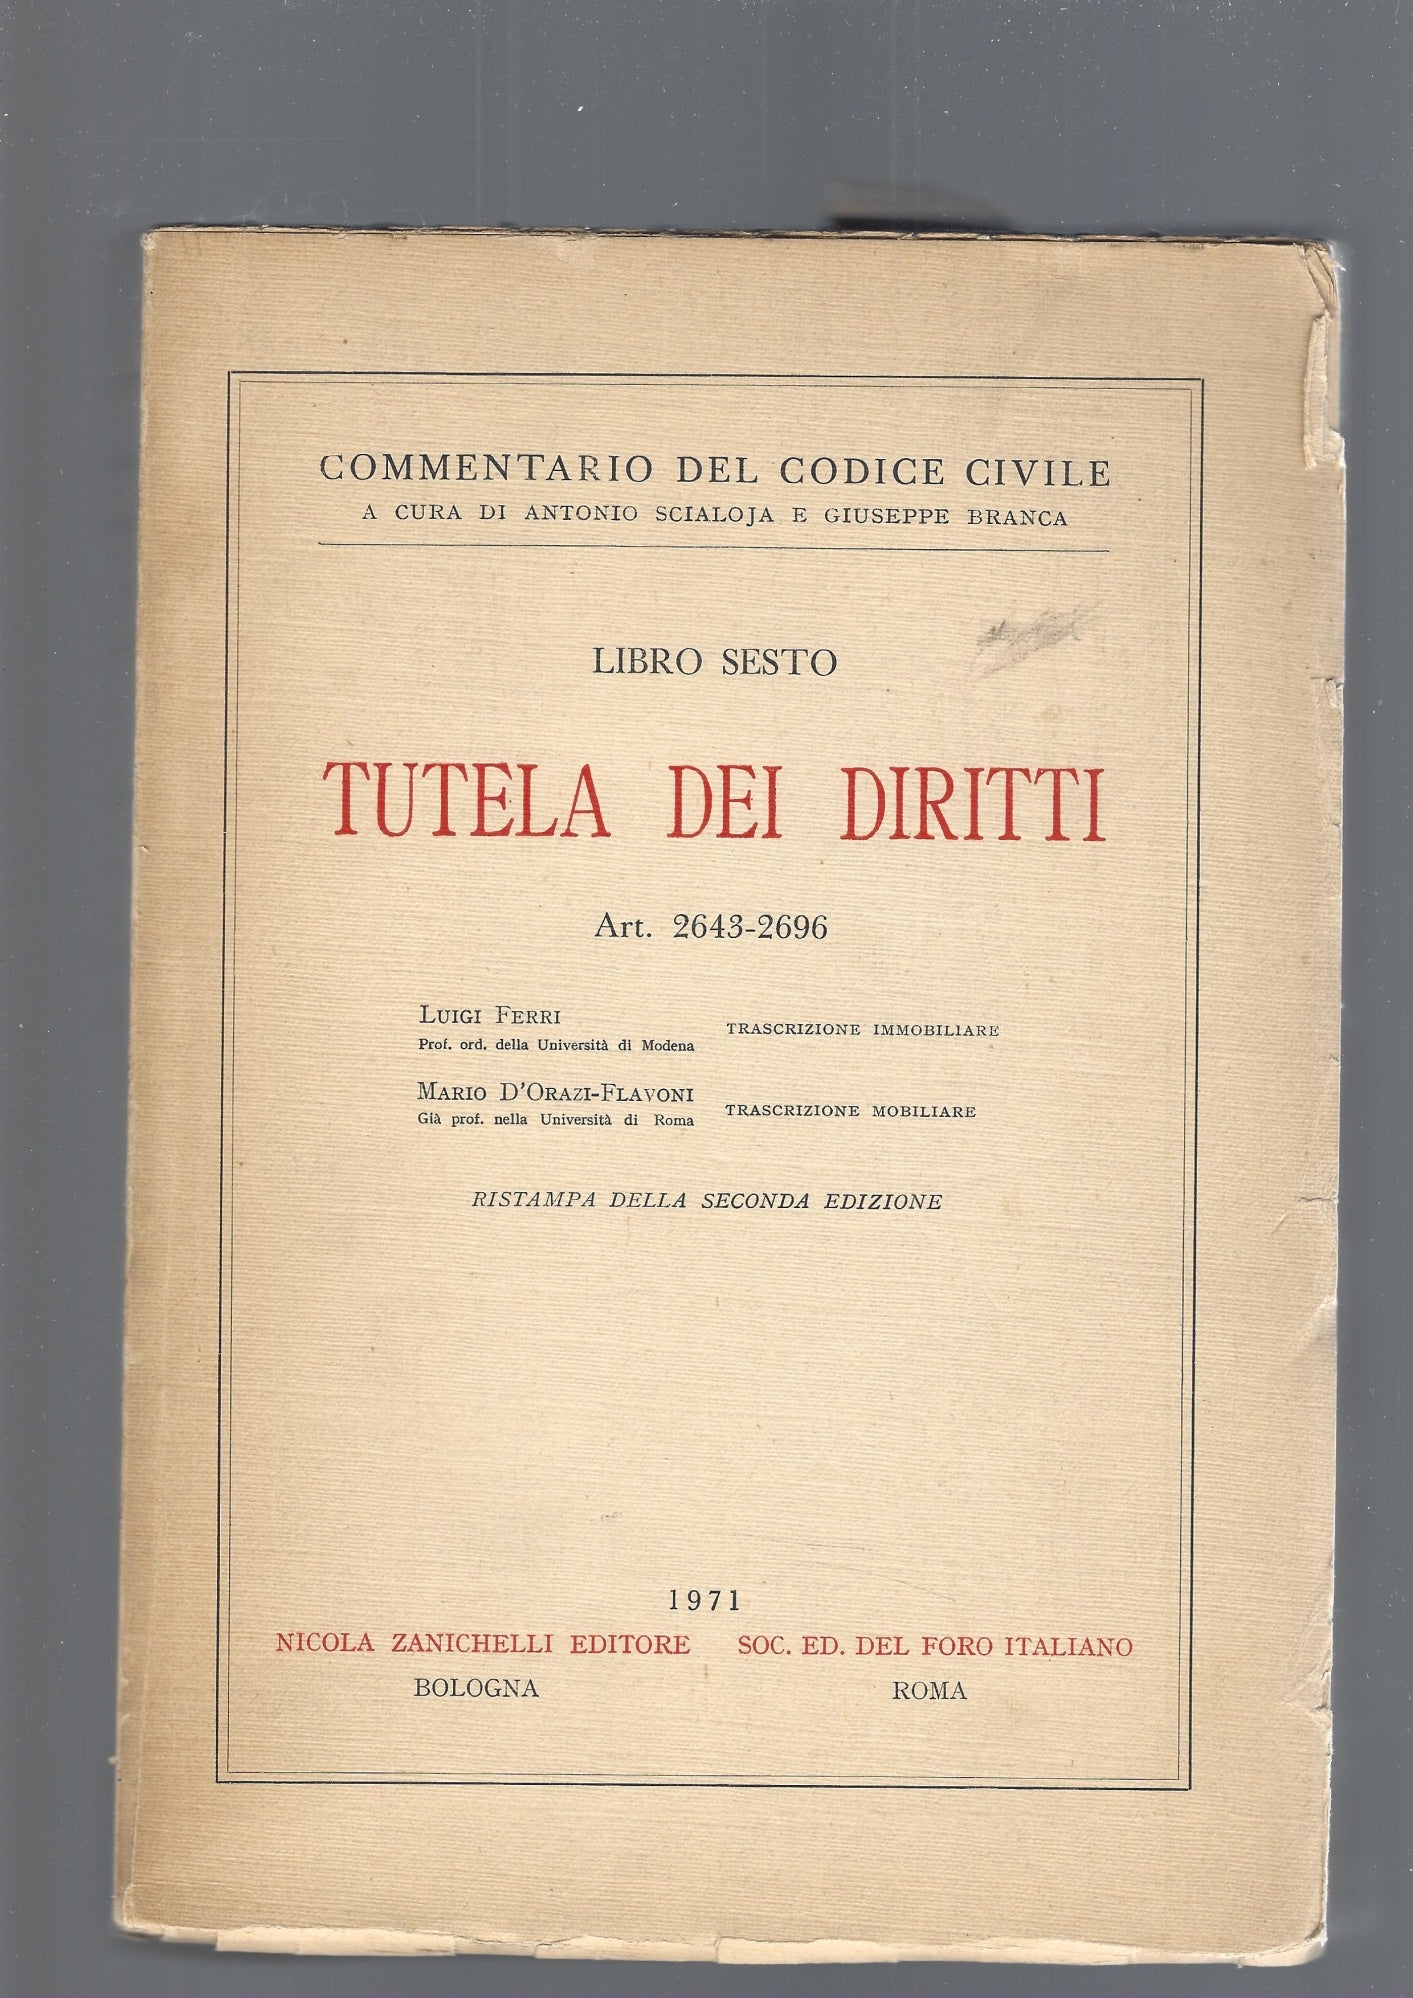 COMMENTARIO DEL CODICE CIVILE
A CURA DI ANTONIO SCIALOJA E GIUSEPPE BRANCA
LIBRO SESTO
TUTELA DEI DIRITTI
Art. 2643-2696
LUIGI FERRI
Prof. ord. della Università di Modena
TRASCRIZIONE IMMOBILIARE
MARIO D'ORAZI-FLAVONI
Già prof. nella Università di Roma
TRASCRIZIONE MOBILIARE
RISTAMPA DELLA SECONDA EDIZIONE
1971
NICOLA ZANICHELLI EDITORE SOC. ED. DEL FORO ITALIANO
BOLOGNA ROMA